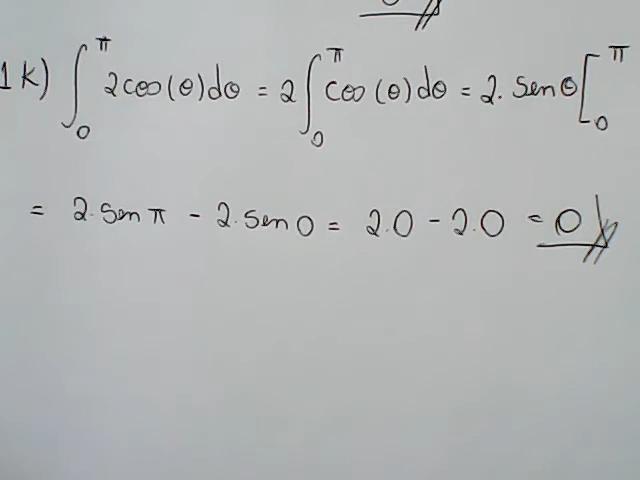 1k) ∫₀^π 2cos(θ)dθ = 2∫₀^π cos(θ)dθ = 2. Senθ[₀^π
= 2.Sen π - 2.Sen 0 = 2.0 - 2.0 = 0